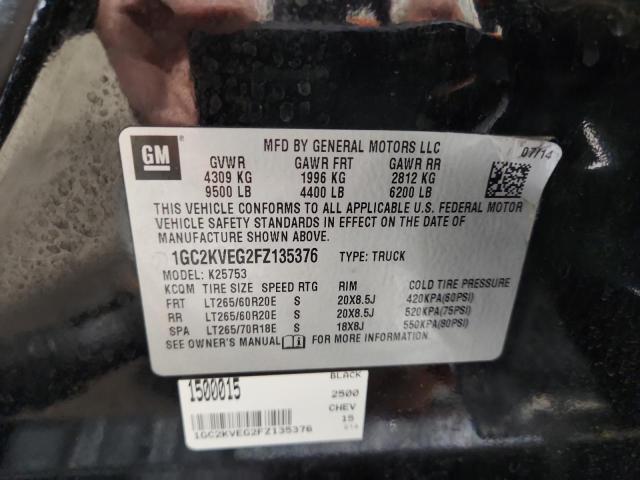 GM
MFD BY GENERAL MOTORS LLC
07/14
GVWR GAWR FRT GAWR RR
4309 KG 1996 KG 2812 KG
9500 LB 4400 LB 6200 LB
THIS VEHICLE CONFORMS TO ALL APPLICABLE U.S. FEDERAL MOTOR
VEHICLE SAFETY STANDARDS IN EFFECT ON THE DATE OF
MANUFACTURE SHOWN ABOVE.
1GC2KVEG2FZ135376 TYPE: TRUCK
MODEL: K25753
KCQM TIRE SIZE SPEED RTG RIM COLD TIRE PRESSURE
FRT LT265/60R20E S 20X8.5J 420KPA(60PSI)
RR LT265/60R20E S 20X8.5J 520KPA(75PSI)
SPA LT265/70R18E S 18X8J 550KPA(80PSI)
SEE OWNER'S MANUAL FOR MORE INFORMATION.
BLACK
1500015 2500
CHEV
15
1GC2KVEG2FZ135376